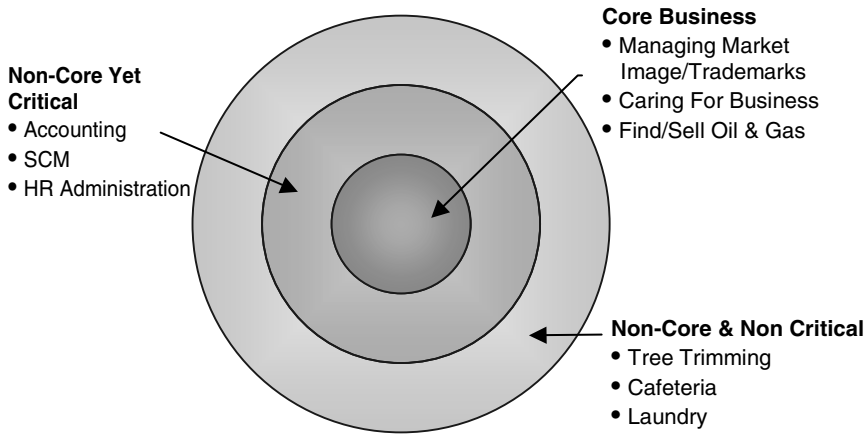 Core Business
• Managing Market
Image/Trademarks
• Caring For Business
• Find/Sell Oil & Gas
Non-Core Yet
Critical
• Accounting
• SCM
• HR Administration
Non-Core & Non Critical
• Tree Trimming
• Cafeteria
• Laundry